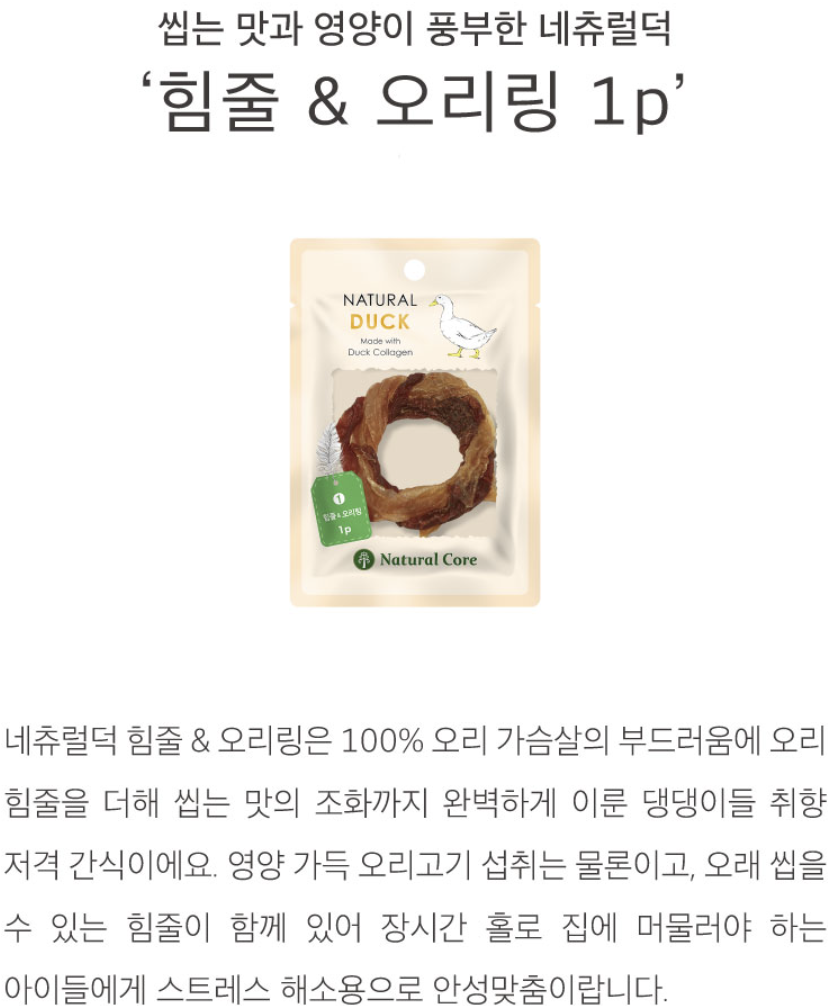 씹는 맛과 영양이 풍부한 네츄럴덕
‘힘줄 & 오리링 1p’
NATURAL
DUCK
Made with
Duck Collagen
1
힘줄&오리링
1p
Natural Core
네츄럴덕 힘줄 & 오리링은 100% 오리 가슴살의 부드러움에 오리
힘줄을 더해 씹는 맛의 조화까지 완벽하게 이룬 댕댕이들 취향
저격 간식이에요. 영양 가득 오리고기 섭취는 물론이고, 오래 씹을
수 있는 힘줄이 함께 있어 장시간 홀로 집에 머물러야 하는
아이들에게 스트레스 해소용으로 안성맞춤이랍니다.